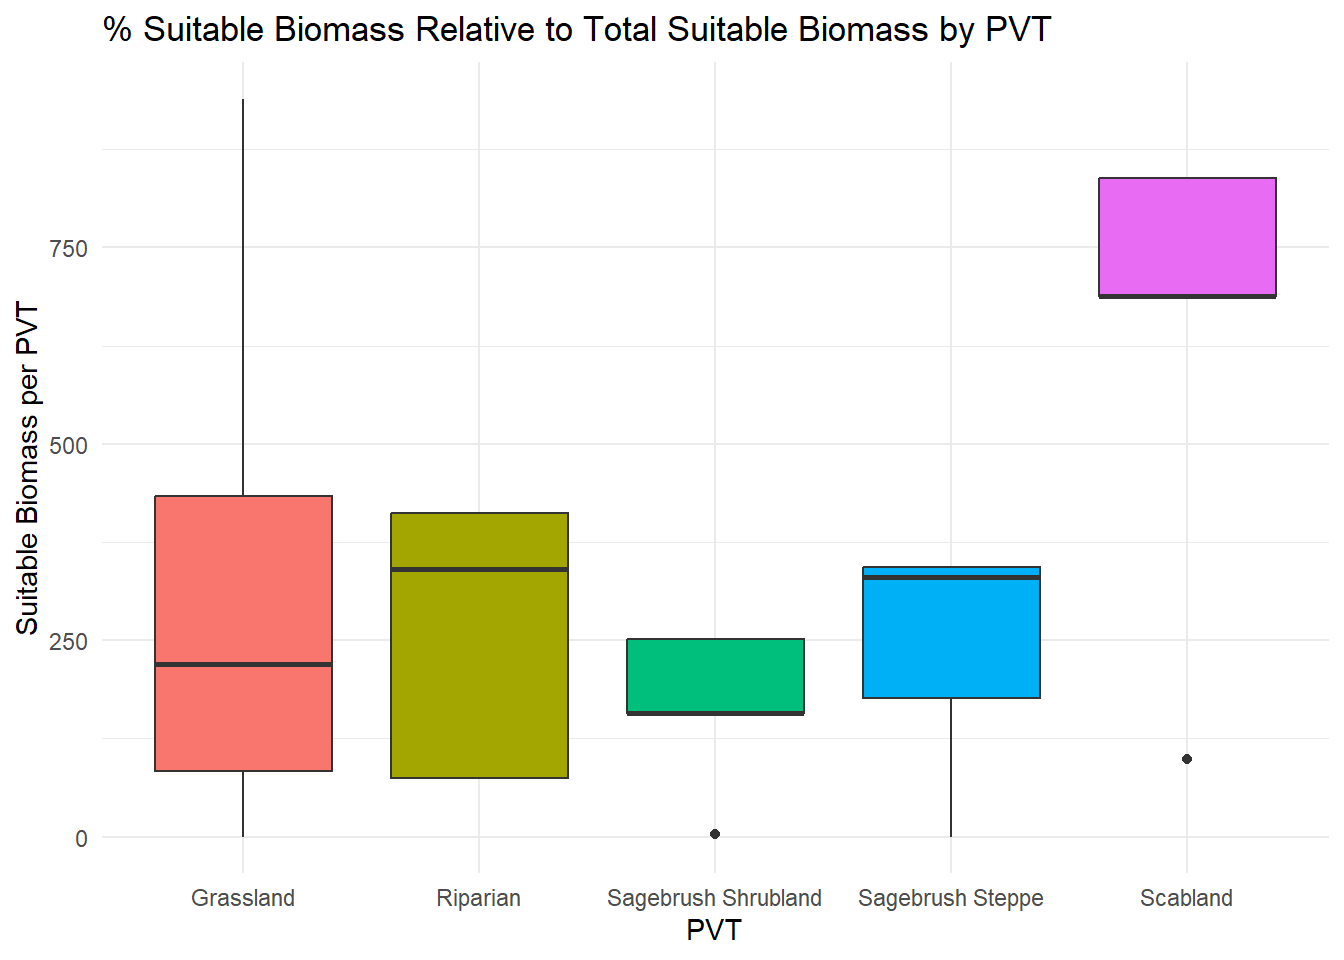 % Suitable Biomass Relative to Total Suitable Biomass by PVT
Suitable Biomass per PVT
750
500
250
0
Grassland
Riparian
Sagebrush Shrubland
Sagebrush Steppe
Scabland
PVT